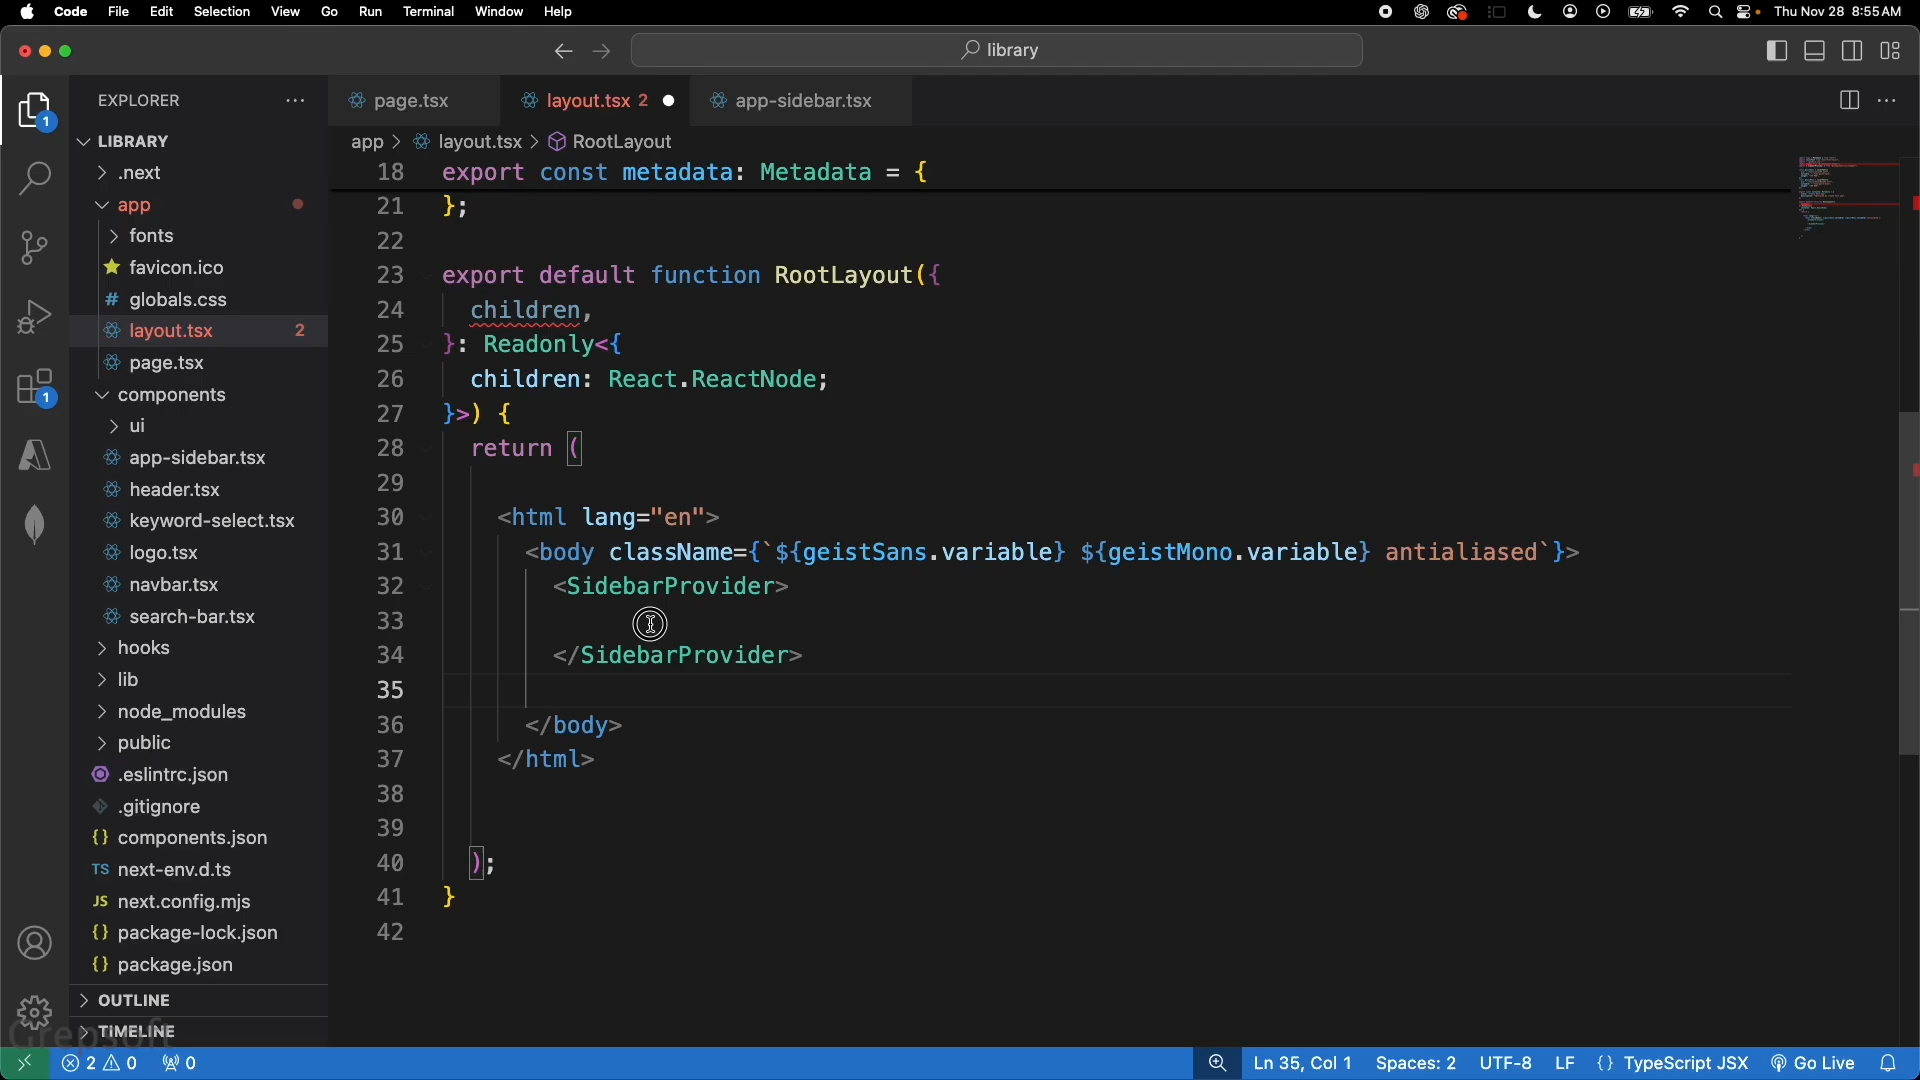 Code File Edit Selection View Go Run Terminal Window Help Thu Nov 28 8:55 AM
library
EXPLORER
LIBRARY
.next
app
fonts
favicon.ico
# globals.css
layout.tsx 2
page.tsx
components
ui
app-sidebar.tsx
header.tsx
keyword-select.tsx
logo.tsx
navbar.tsx
search-bar.tsx
hooks
lib
node_modules
public
.eslintrc.json
.gitignore
{} components.json
TS next-env.d.ts
JS next.config.mjs
{} package-lock.json
{} package.json
OUTLINE
TIMELINE
Grepsoft
1
1
page.tsx layout.tsx 2 app-sidebar.tsx
app > layout.tsx > RootLayout
18 export const metadata: Metadata = {
21 };
22
23 export default function RootLayout({
24 children,
25 }: Readonly<{
26 children: React.ReactNode;
27 }>) {
28 return (
29
30 <html lang="en">
31 <body className={`${geistSans.variable} ${geistMono.variable} antialiased`}>
32 <SidebarProvider>
33
34 </SidebarProvider>
35
36 </body>
37 </html>
38
39
40 );
41 }
42
2 0 0 Ln 35, Col 1 Spaces: 2 UTF-8 LF {} TypeScript JSX Go Live